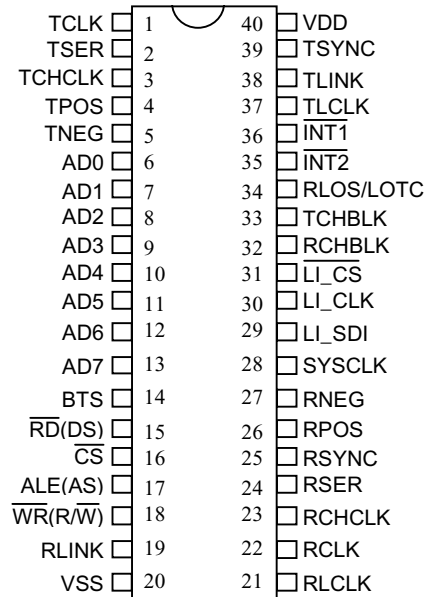 TCLK 1 40 VDD
TSER 2 39 TSYNC
TCHCLK 3 38 TLINK
TPOS 4 37 TLCLK
TNEG 5 36 INT1
AD0 6 35 INT2
AD1 7 34 RLOS/LOTC
AD2 8 33 TCHBLK
AD3 9 32 RCHBLK
AD4 10 31 LI_CS
AD5 11 30 LI_CLK
AD6 12 29 LI_SDI
AD7 13 28 SYSCLK
BTS 14 27 RNEG
RD(DS) 15 26 RPOS
CS 16 25 RSYNC
ALE(AS) 17 24 RSER
WR(R/W) 18 23 RCHCLK
RLINK 19 22 RCLK
VSS 20 21 RLCLK